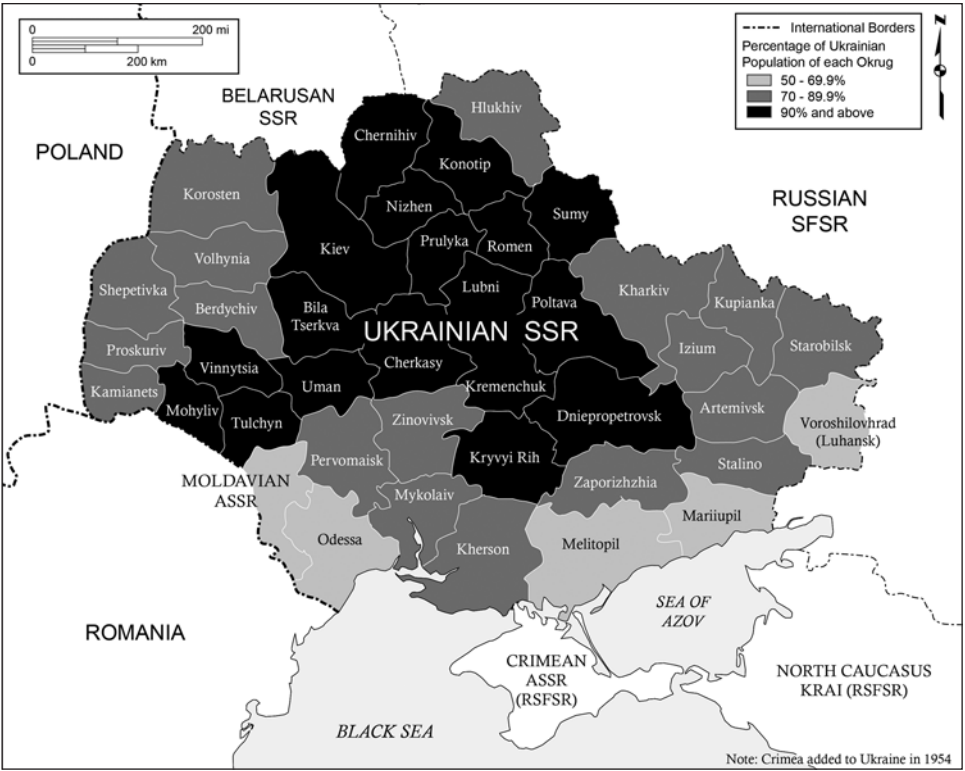 0 200 mi
0 200 km
International Borders
Percentage of Ukrainian
Population of each Okrug
50 - 69.9%
70 - 89.9%
90% and above
N
BELARUSAN
SSR
POLAND
RUSSIAN
SFSR
Hlukhiv
Chernihiv
Konotip
Korosten
Nizhen
Sumy
Kiev
Prulyka
Romen
Volhynia
Shepetivka
Lubni
Kharkiv
Kupianka
Berdychiv
Bila
Tserkva
Poltava
UKRAINIAN SSR
Proskuriv
Izium
Starobilsk
Vinnytsia
Cherkasy
Kamianets
Uman
Kremenchuk
Mohyliv
Tulchyn
Zinovivsk
Dniepropetrovsk
Artemivsk
Voroshilovhrad
(Luhansk)
Pervomaisk
Kryvyi Rih
Stalino
MOLDAVIAN
ASSR
Mykolaiv
Zaporizhzhia
Mariiupil
Odessa
Kherson
Melitopil
SEA OF
AZOV
ROMANIA
CRIMEAN
ASSR
(RSFSR)
NORTH CAUCASUS
KRAI (RSFSR)
BLACK SEA
Note: Crimea added to Ukraine in 1954